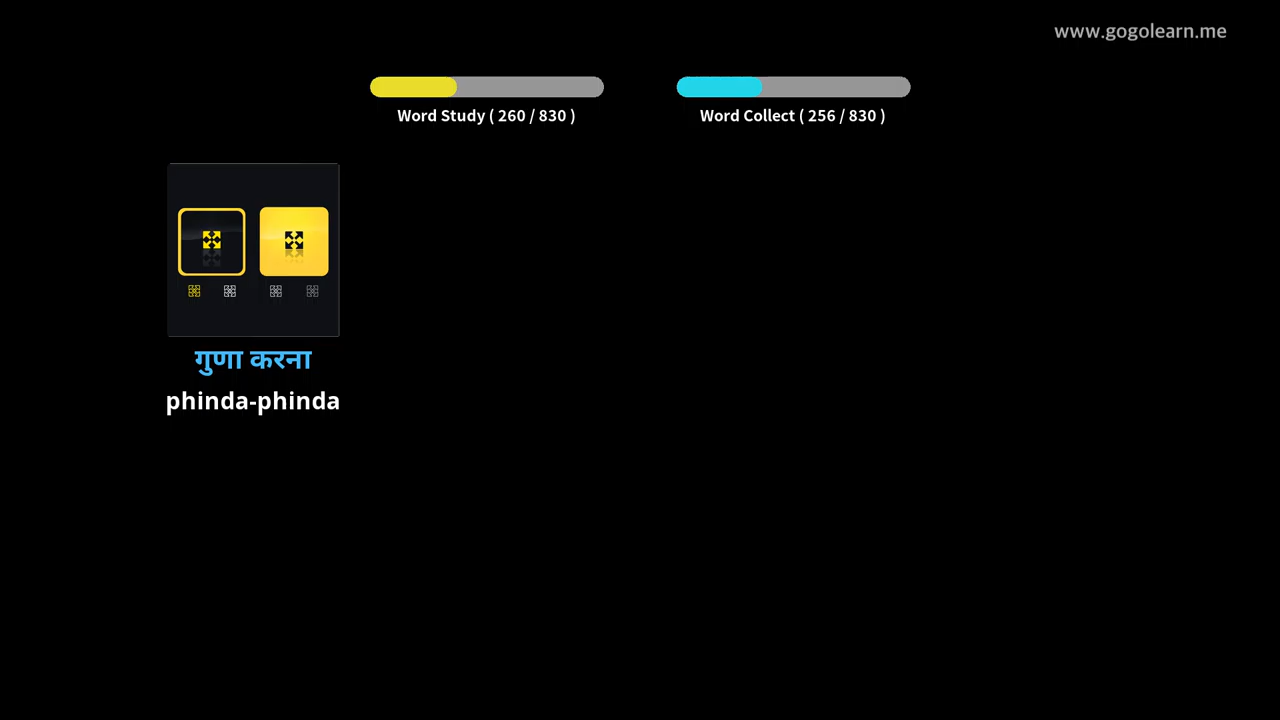 www.gogolearn.me
Word Study ( 260 / 830 )
Word Collect ( 256 / 830 )
गुणा करना
phinda-phinda